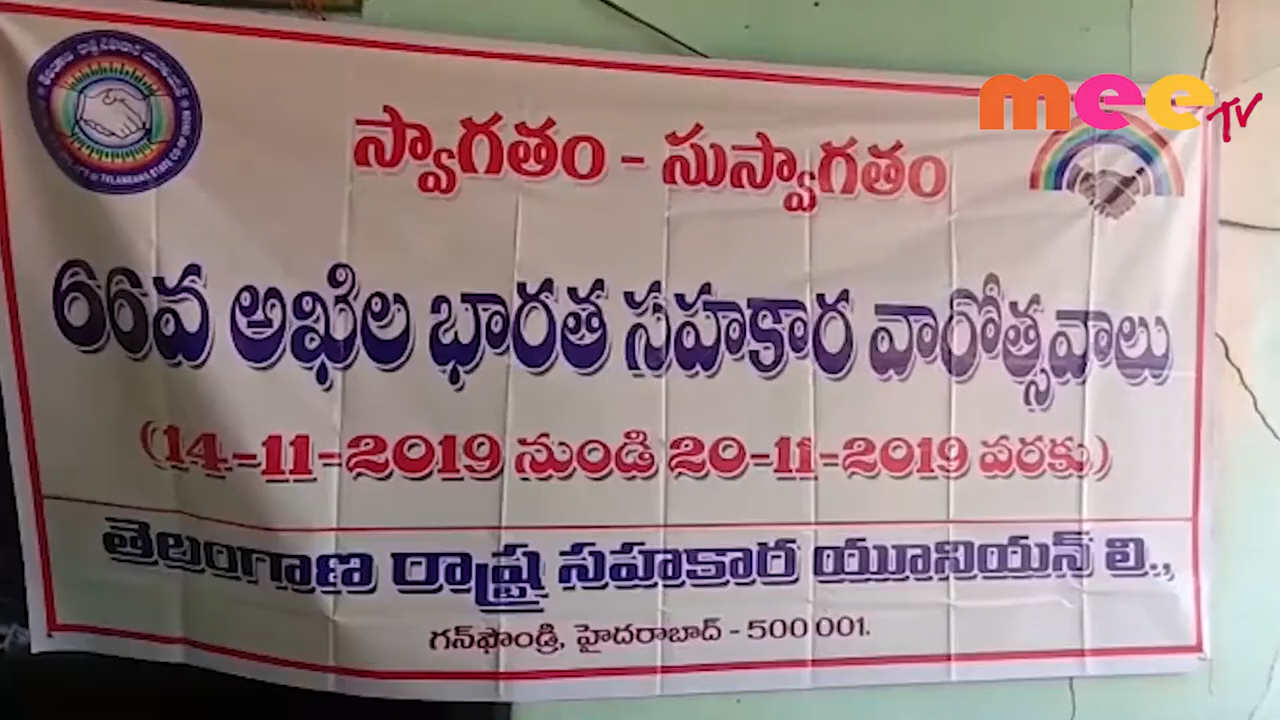 mee TV
స్వాగతం - సుస్వాగతం
66వ అఖిల భారత సహకార వారోత్సవాలు
(14-11-2019 నుండి 20-11-2019 వరకు)
తెలంగాణ రాష్ట్ర సహకార యూనియన్ లి.,
గన్‌ఫౌండ్రి, హైదరాబాద్ - 500 001.